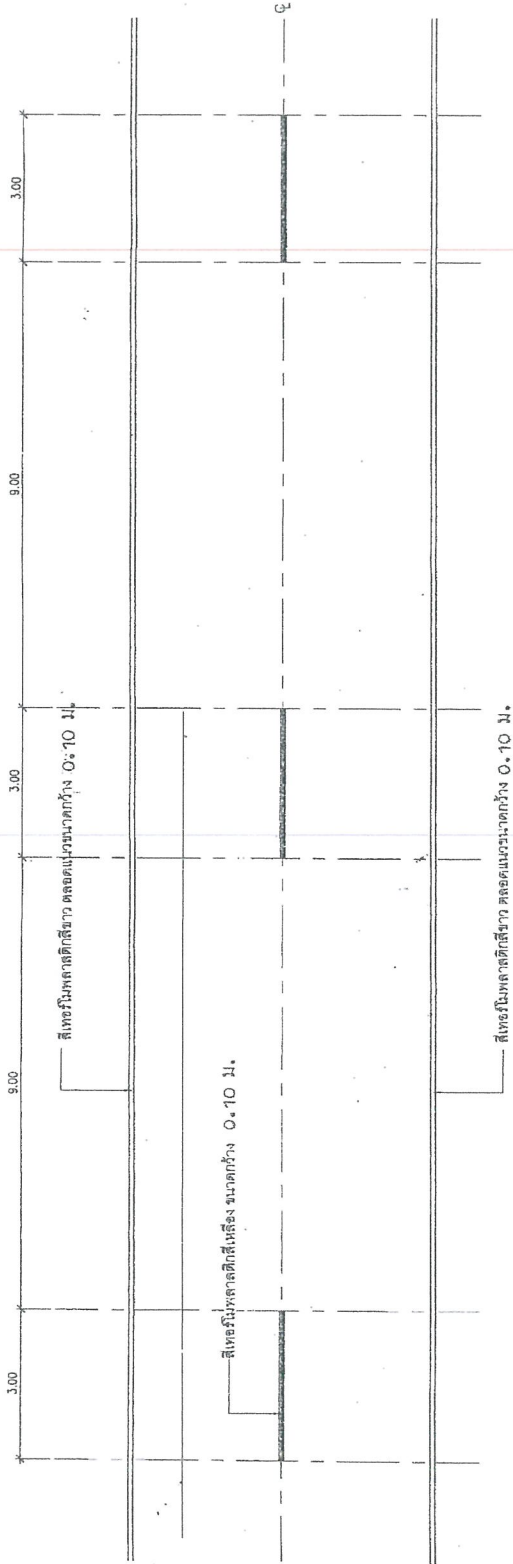 3.00
9.00
3.00
9.00
3.00
สีเทอร์โมพลาสติกสีขาว ตลอดแนวขนาดกว้าง 0.10 ม.
สีเทอร์โมพลาสติกสีเหลือง ขนาดกว้าง 0.10 ม.
℄
สีเทอร์โมพลาสติกสีขาว ตลอดแนวขนาดกว้าง 0.10 ม.